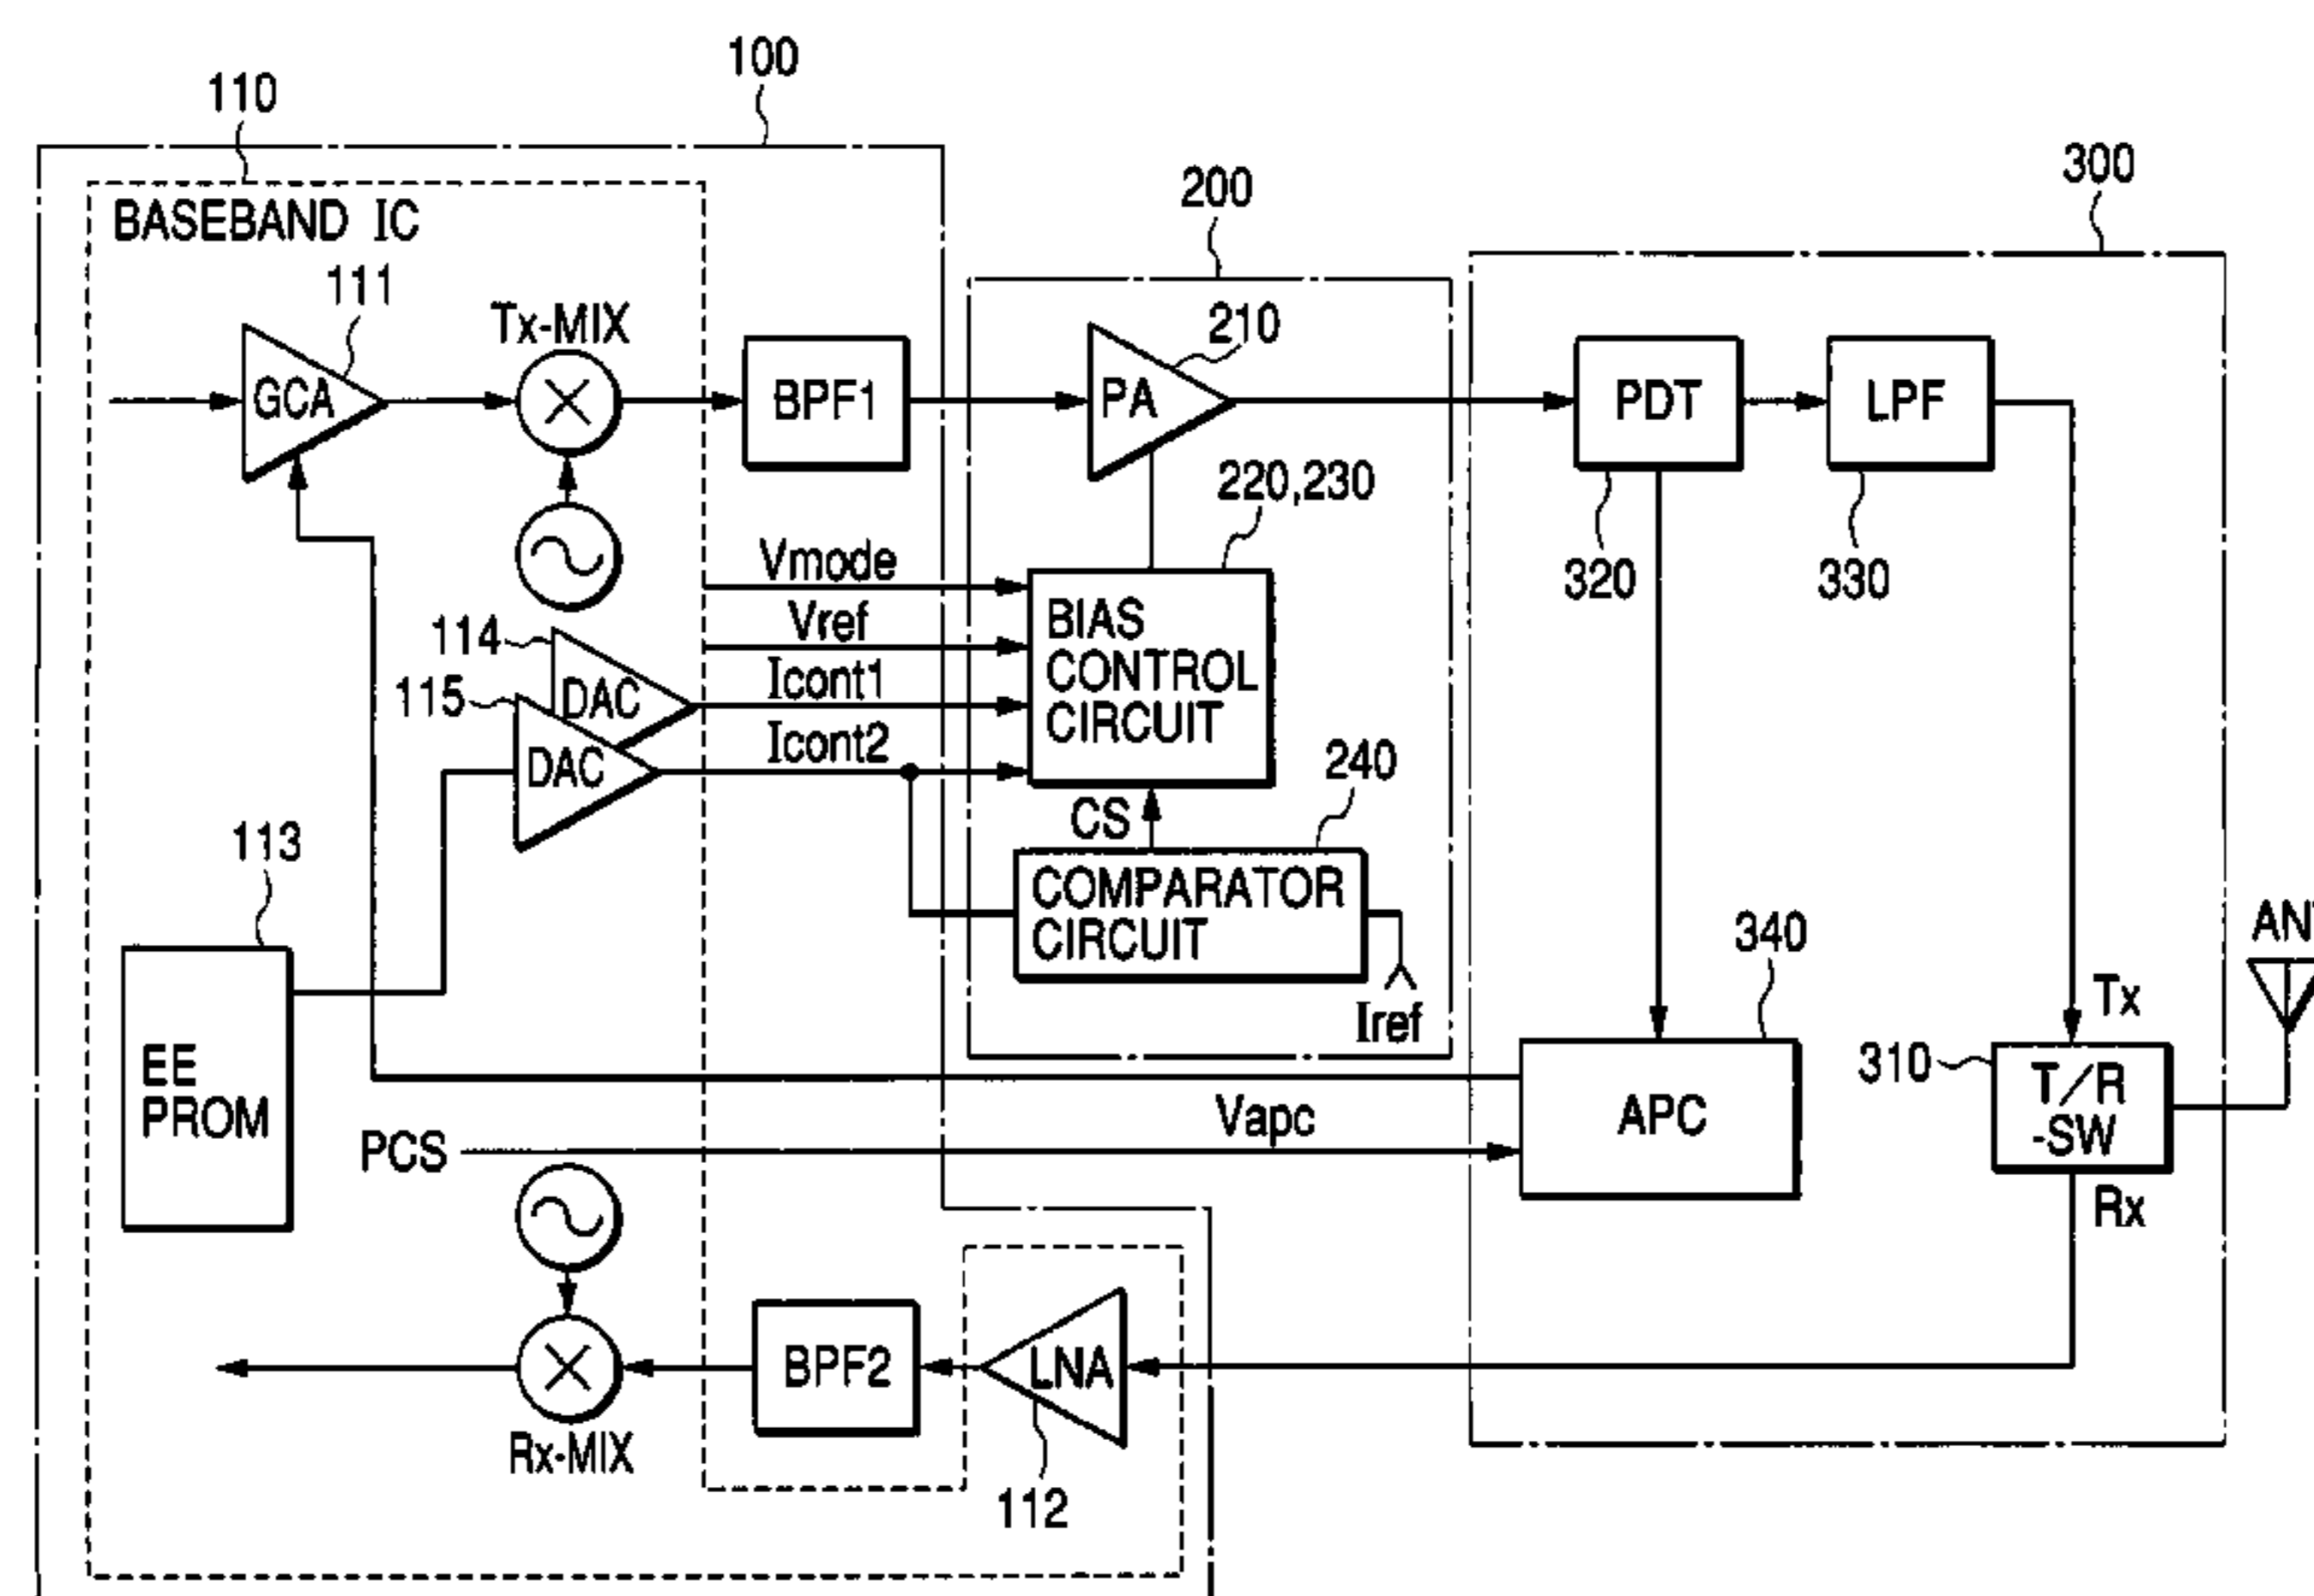 100
110
200
300
BASEBAND IC
111
Tx-MIX
210
GCA
BPF1
PA
PDT
LPF
220,230
320
330
Vmode
Vref
Icont1
Icont2
114
115
DAC
DAC
BIAS
CONTROL
CIRCUIT
240
CS
113
COMPARATOR
CIRCUIT
Iref
340
ANT
Tx
310
T/R
-SW
Rx
EE
PROM
APC
Vapc
PCS
BPF2
LNA
Rx-MIX
112